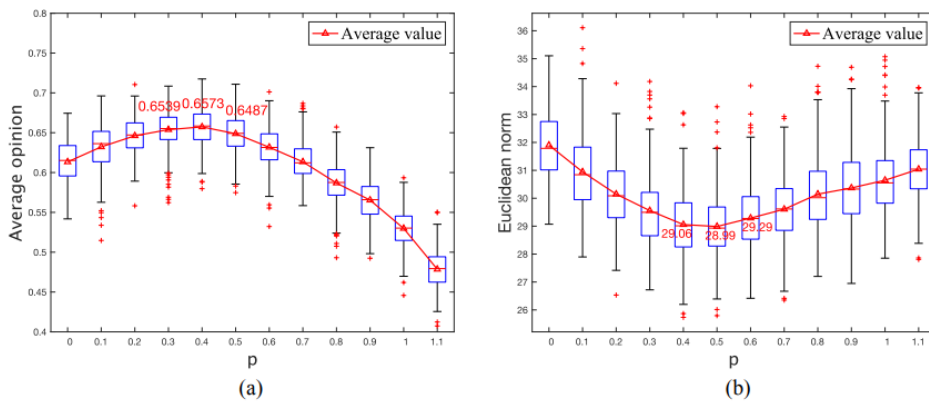 0.8
0.75
0.7
0.65
0.6
0.55
0.5
0.45
0.4
Average opinion
Average value
0.6539 0.6573 0.6487
0 0.1 0.2 0.3 0.4 0.5 0.6 0.7 0.8 0.9 1 1.1
p
(a)
36
35
34
33
32
31
30
29
28
27
26
Euclidean norm
Average value
29.06 28.99 29.29
0 0.1 0.2 0.3 0.4 0.5 0.6 0.7 0.8 0.9 1 1.1
p
(b)